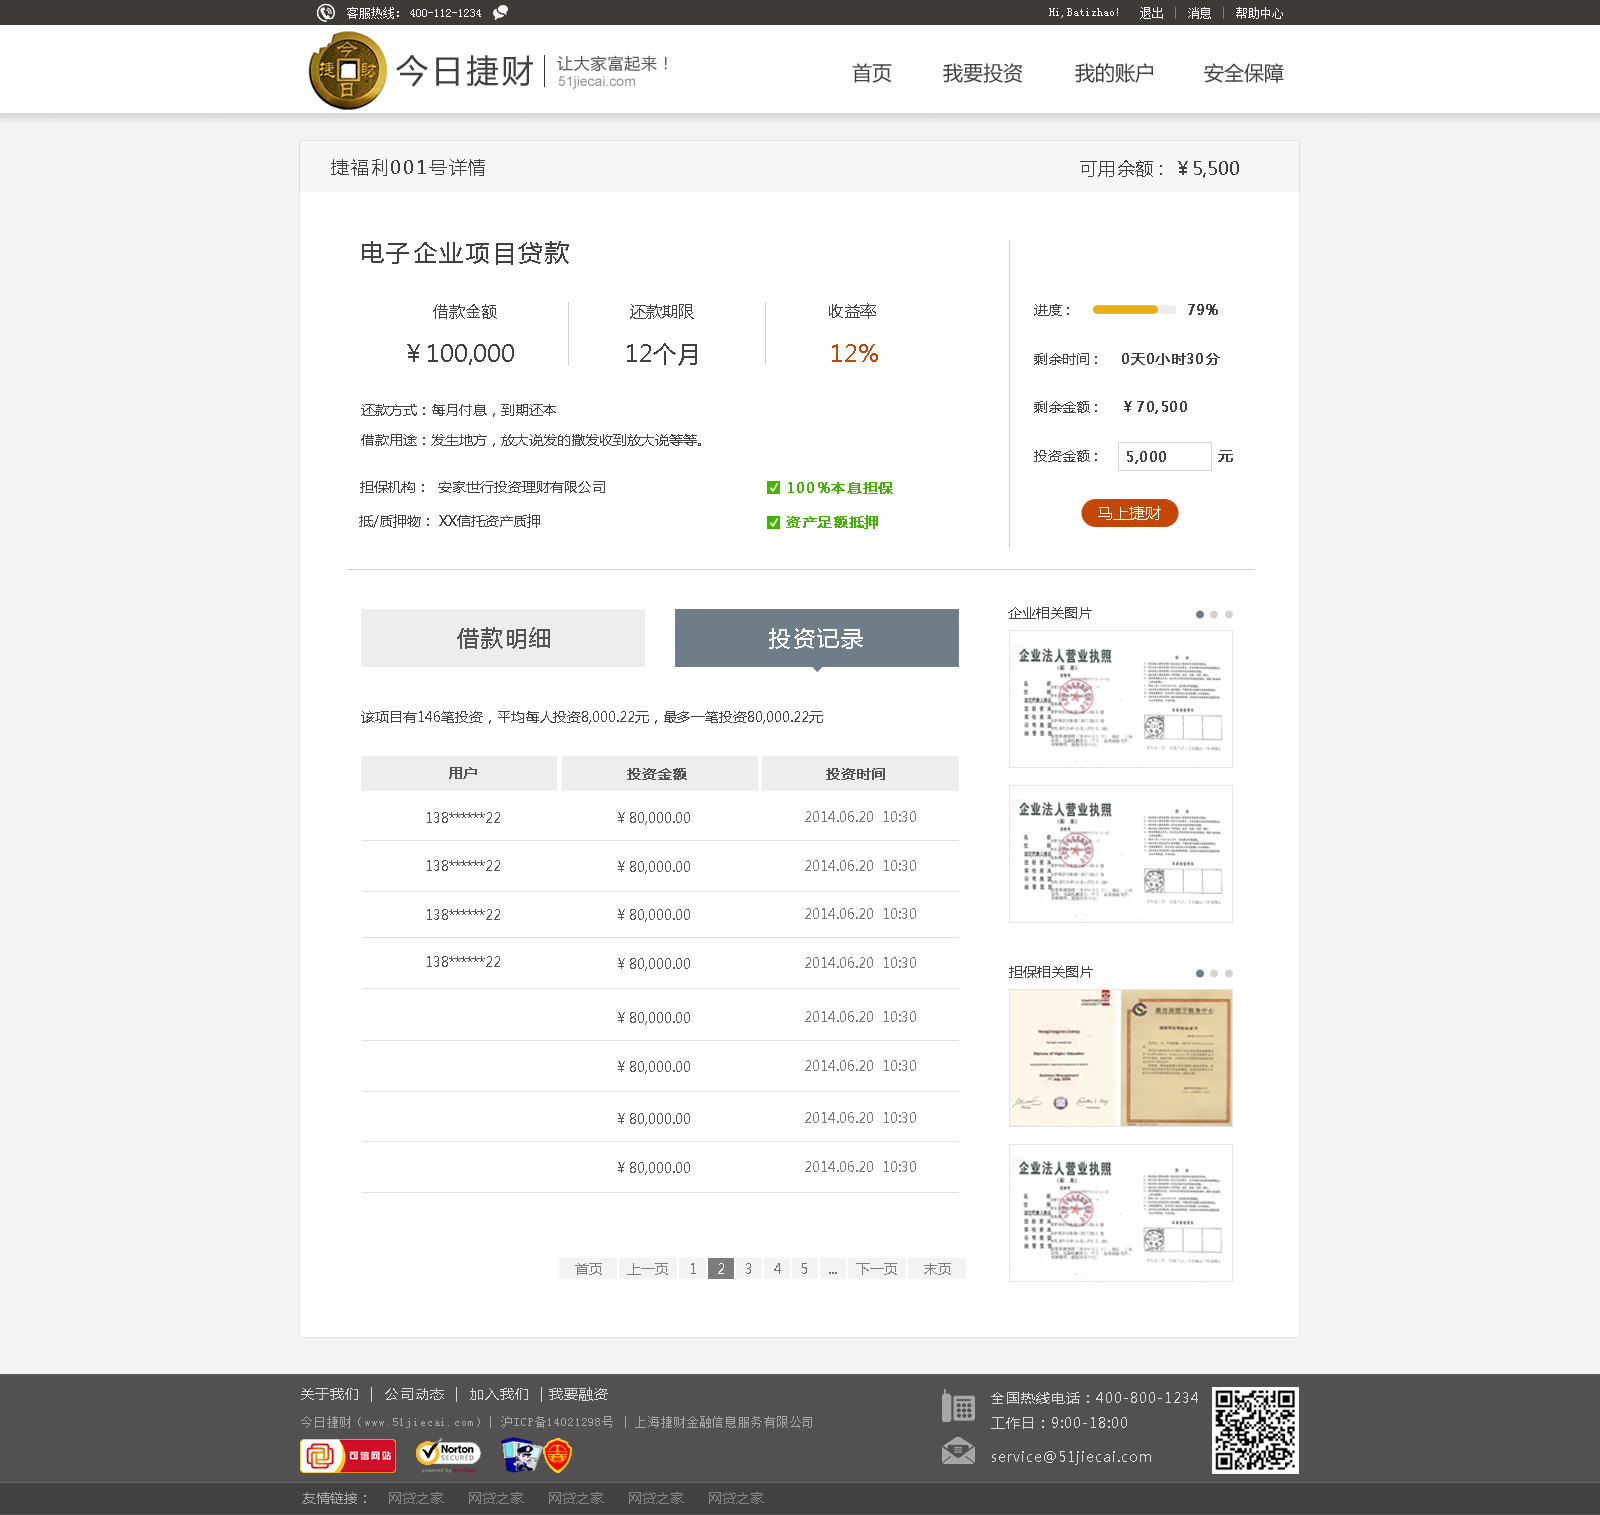 客服热线： 400-112-1234
Hi,Batizhao! 退出 | 消息 | 帮助中心
今日捷财 让大家富起来！
51jiecai.com
首页 我要投资 我的账户 安全保障
捷福利001号详情 可用余额： ¥5,500
电子企业项目贷款
借款金额 还款期限 收益率
¥100,000 12个月 12%
进度： 79%
剩余时间： 0天0小时30分
剩余金额： ¥70,500
投资金额： 5,000 元
马上捷财
还款方式：每月付息，到期还本
借款用途：发生地方，放大说发的撒发收到放大说等等。
担保机构： 安家世行投资理财有限公司 100%本息担保
抵/质押物： XX信托资产质押 资产足额抵押
借款明细 投资记录
该项目有146笔投资，平均每人投资8,000.22元，最多一笔投资80,000.22元
用户 投资金额 投资时间
138******22 ¥80,000.00 2014.06.20 10:30
138******22 ¥80,000.00 2014.06.20 10:30
138******22 ¥80,000.00 2014.06.20 10:30
138******22 ¥80,000.00 2014.06.20 10:30
¥80,000.00 2014.06.20 10:30
¥80,000.00 2014.06.20 10:30
¥80,000.00 2014.06.20 10:30
¥80,000.00 2014.06.20 10:30
首页 上一页 1 2 3 4 5 ... 下一页 末页
企业相关图片
企业法人营业执照
企业法人营业执照
担保相关图片
企业法人营业执照
关于我们 | 公司动态 | 加入我们 | 我要融资
今日捷财（www.51jiecai.com）| 沪ICP备14021298号 | 上海捷财金融信息服务有限公司
可信网站 Norton SECURED
全国热线电话：400-800-1234
工作日：9:00-18:00
service@51jiecai.com
友情链接： 网贷之家 网贷之家 网贷之家 网贷之家 网贷之家